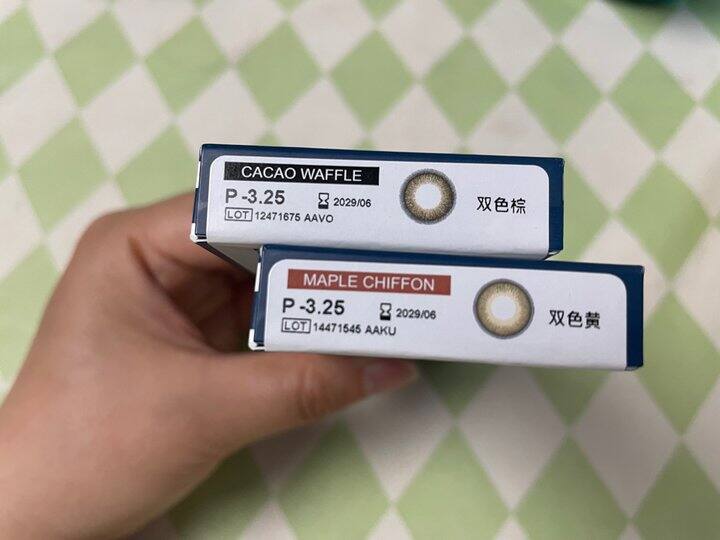 CACAO WAFFLE
P -3.25 2029/06 双色棕
LOT 12471675 AAVO
MAPLE CHIFFON
P -3.25 2029/06 双色黄
LOT 14471545 AAKU